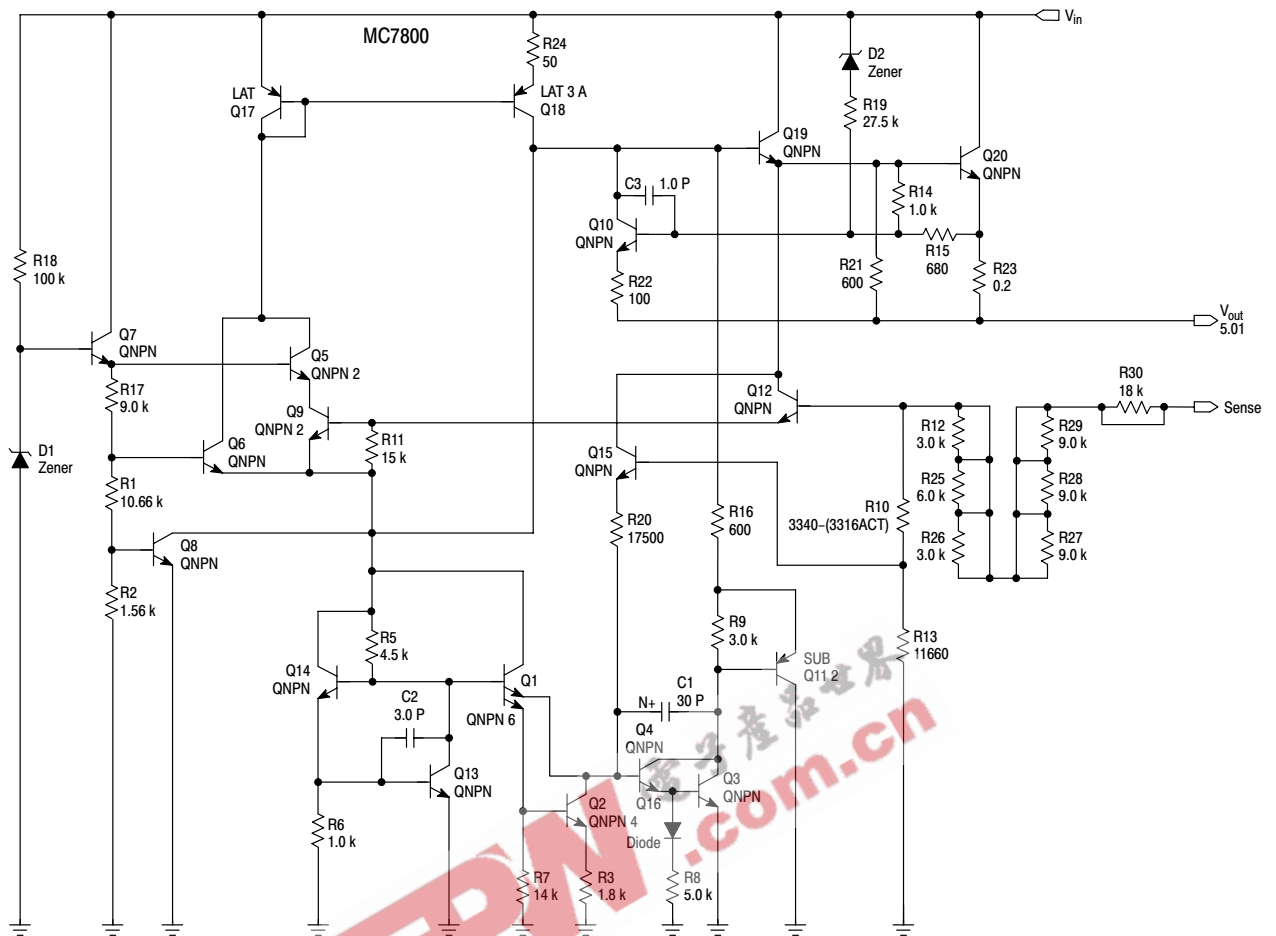 MC7800
Vin
R24
50
D2
Zener
LAT
Q17
LAT 3 A
Q18
R19
27.5 k
Q19
QNPN
Q20
QNPN
C3
1.0 P
R14
1.0 k
Q10
QNPN
R18
100 k
R15
680
R21
600
R23
0.2
R22
100
Vout
5.01
Q7
QNPN
Q5
QNPN 2
R17
9.0 k
R30
18 k
Sense
Q12
QNPN
Q9
QNPN 2
R12
3.0 k
R29
9.0 k
Q6
QNPN
R11
15 k
D1
Zener
Q15
QNPN
R1
10.66 k
R25
6.0 k
R28
9.0 k
R10
3340–(3316ACT)
R20
17500
R16
600
R26
3.0 k
R27
9.0 k
Q8
QNPN
R2
1.56 k
R9
3.0 k
R13
11660
R5
4.5 k
SUB
Q11 2
Q14
QNPN
Q1
QNPN 6
C2
3.0 P
C1
30 P
N+
Q4
QNPN
Q13
QNPN
Q3
QNPN
Q16
Q2
QNPN 4
Diode
R6
1.0 k
R7
14 k
R3
1.8 k
R8
5.0 k
電子產品世界
.com.cn